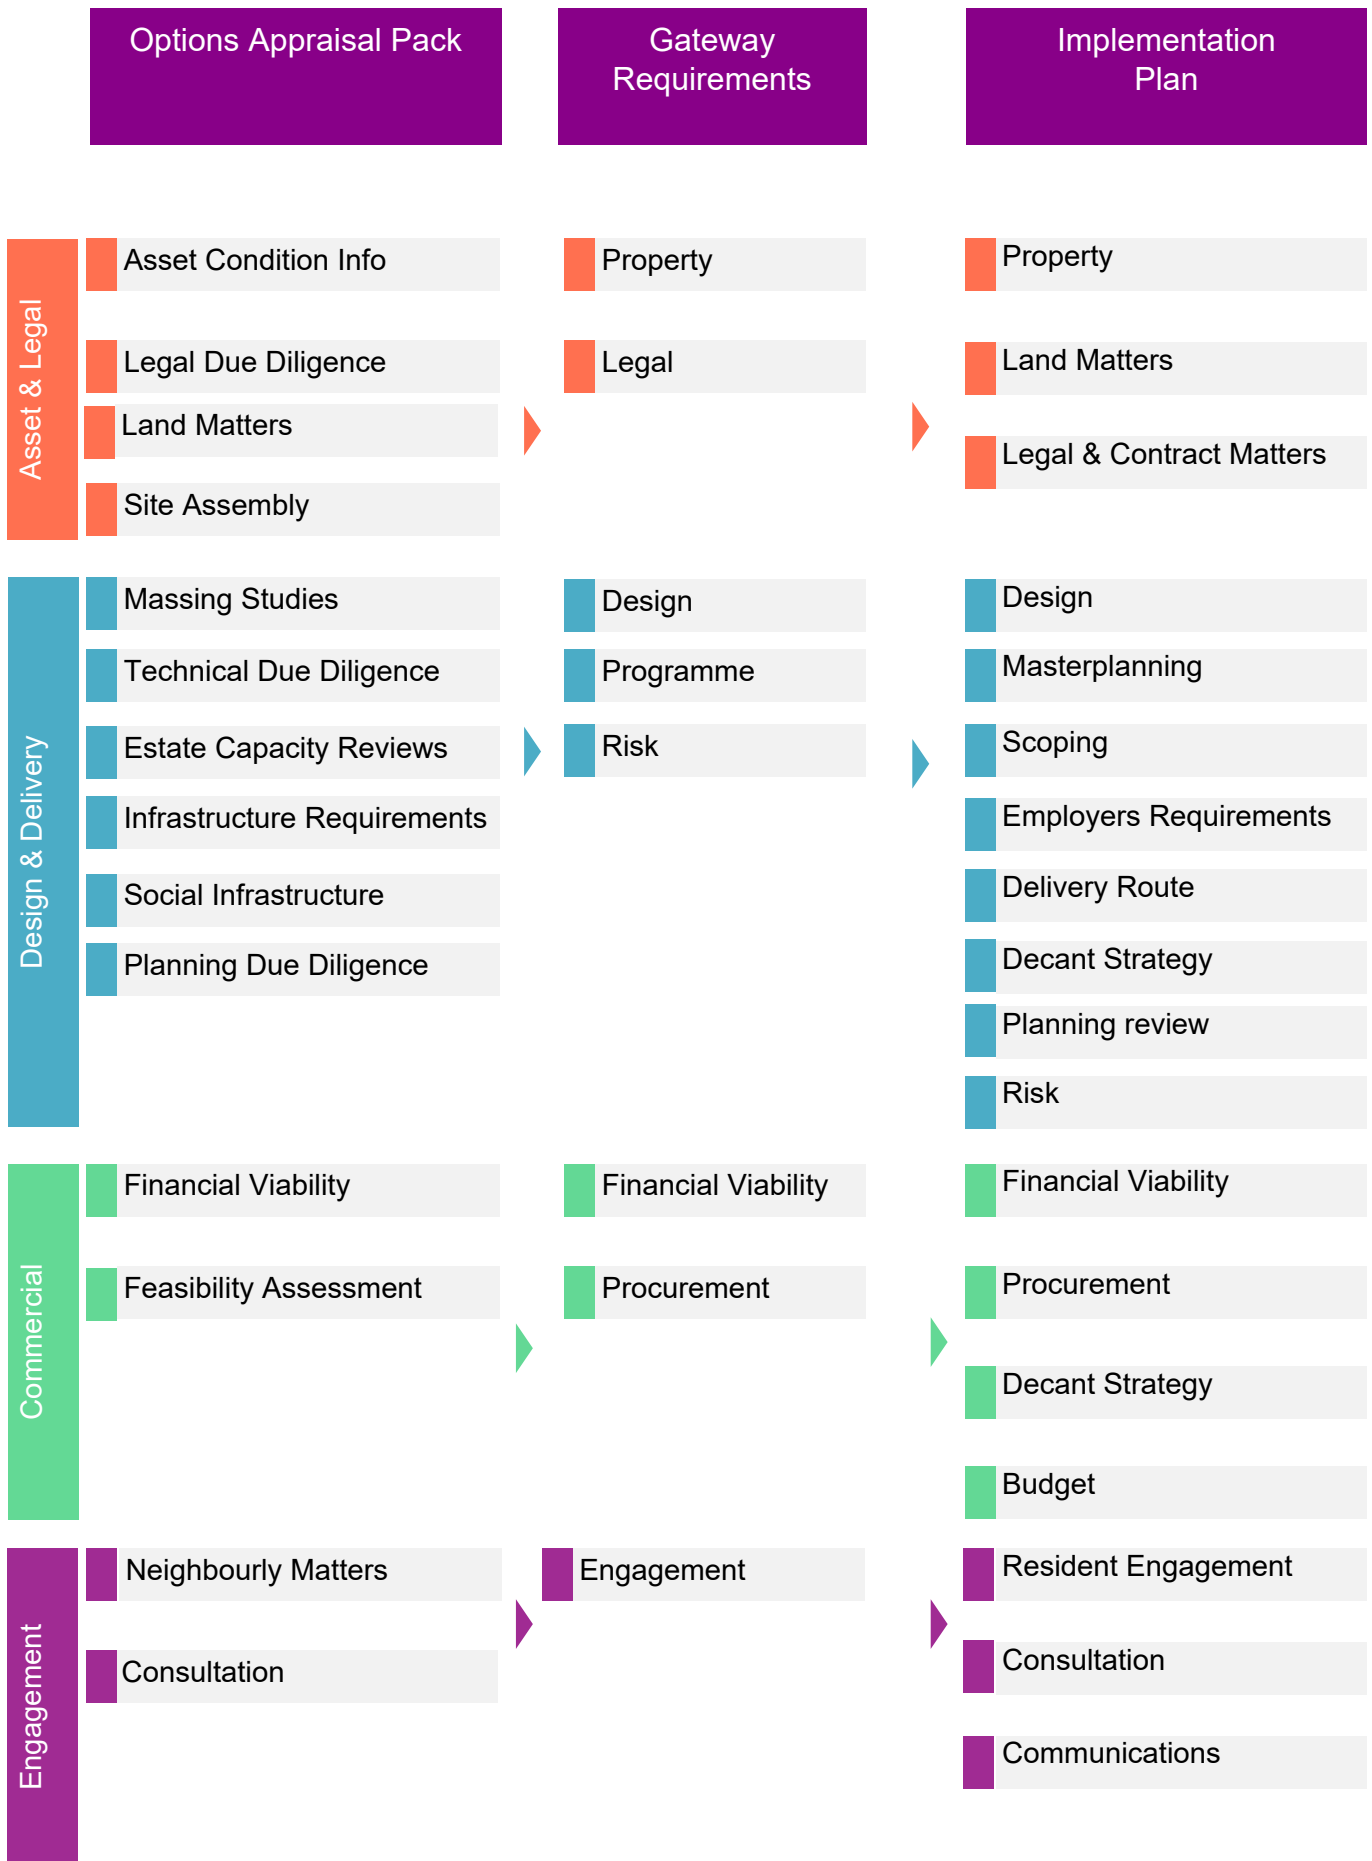 Options Appraisal Pack
Gateway
Requirements
Implementation
Plan
Asset & Legal
Asset Condition Info
Legal Due Diligence
Land Matters
Site Assembly
Property
Legal
Property
Land Matters
Legal & Contract Matters
Design & Delivery
Massing Studies
Technical Due Diligence
Estate Capacity Reviews
Infrastructure Requirements
Social Infrastructure
Planning Due Diligence
Design
Programme
Risk
Design
Masterplanning
Scoping
Employers Requirements
Delivery Route
Decant Strategy
Planning review
Risk
Commercial
Financial Viability
Feasibility Assessment
Financial Viability
Procurement
Financial Viability
Procurement
Decant Strategy
Budget
Engagement
Neighbourly Matters
Consultation
Engagement
Resident Engagement
Consultation
Communications